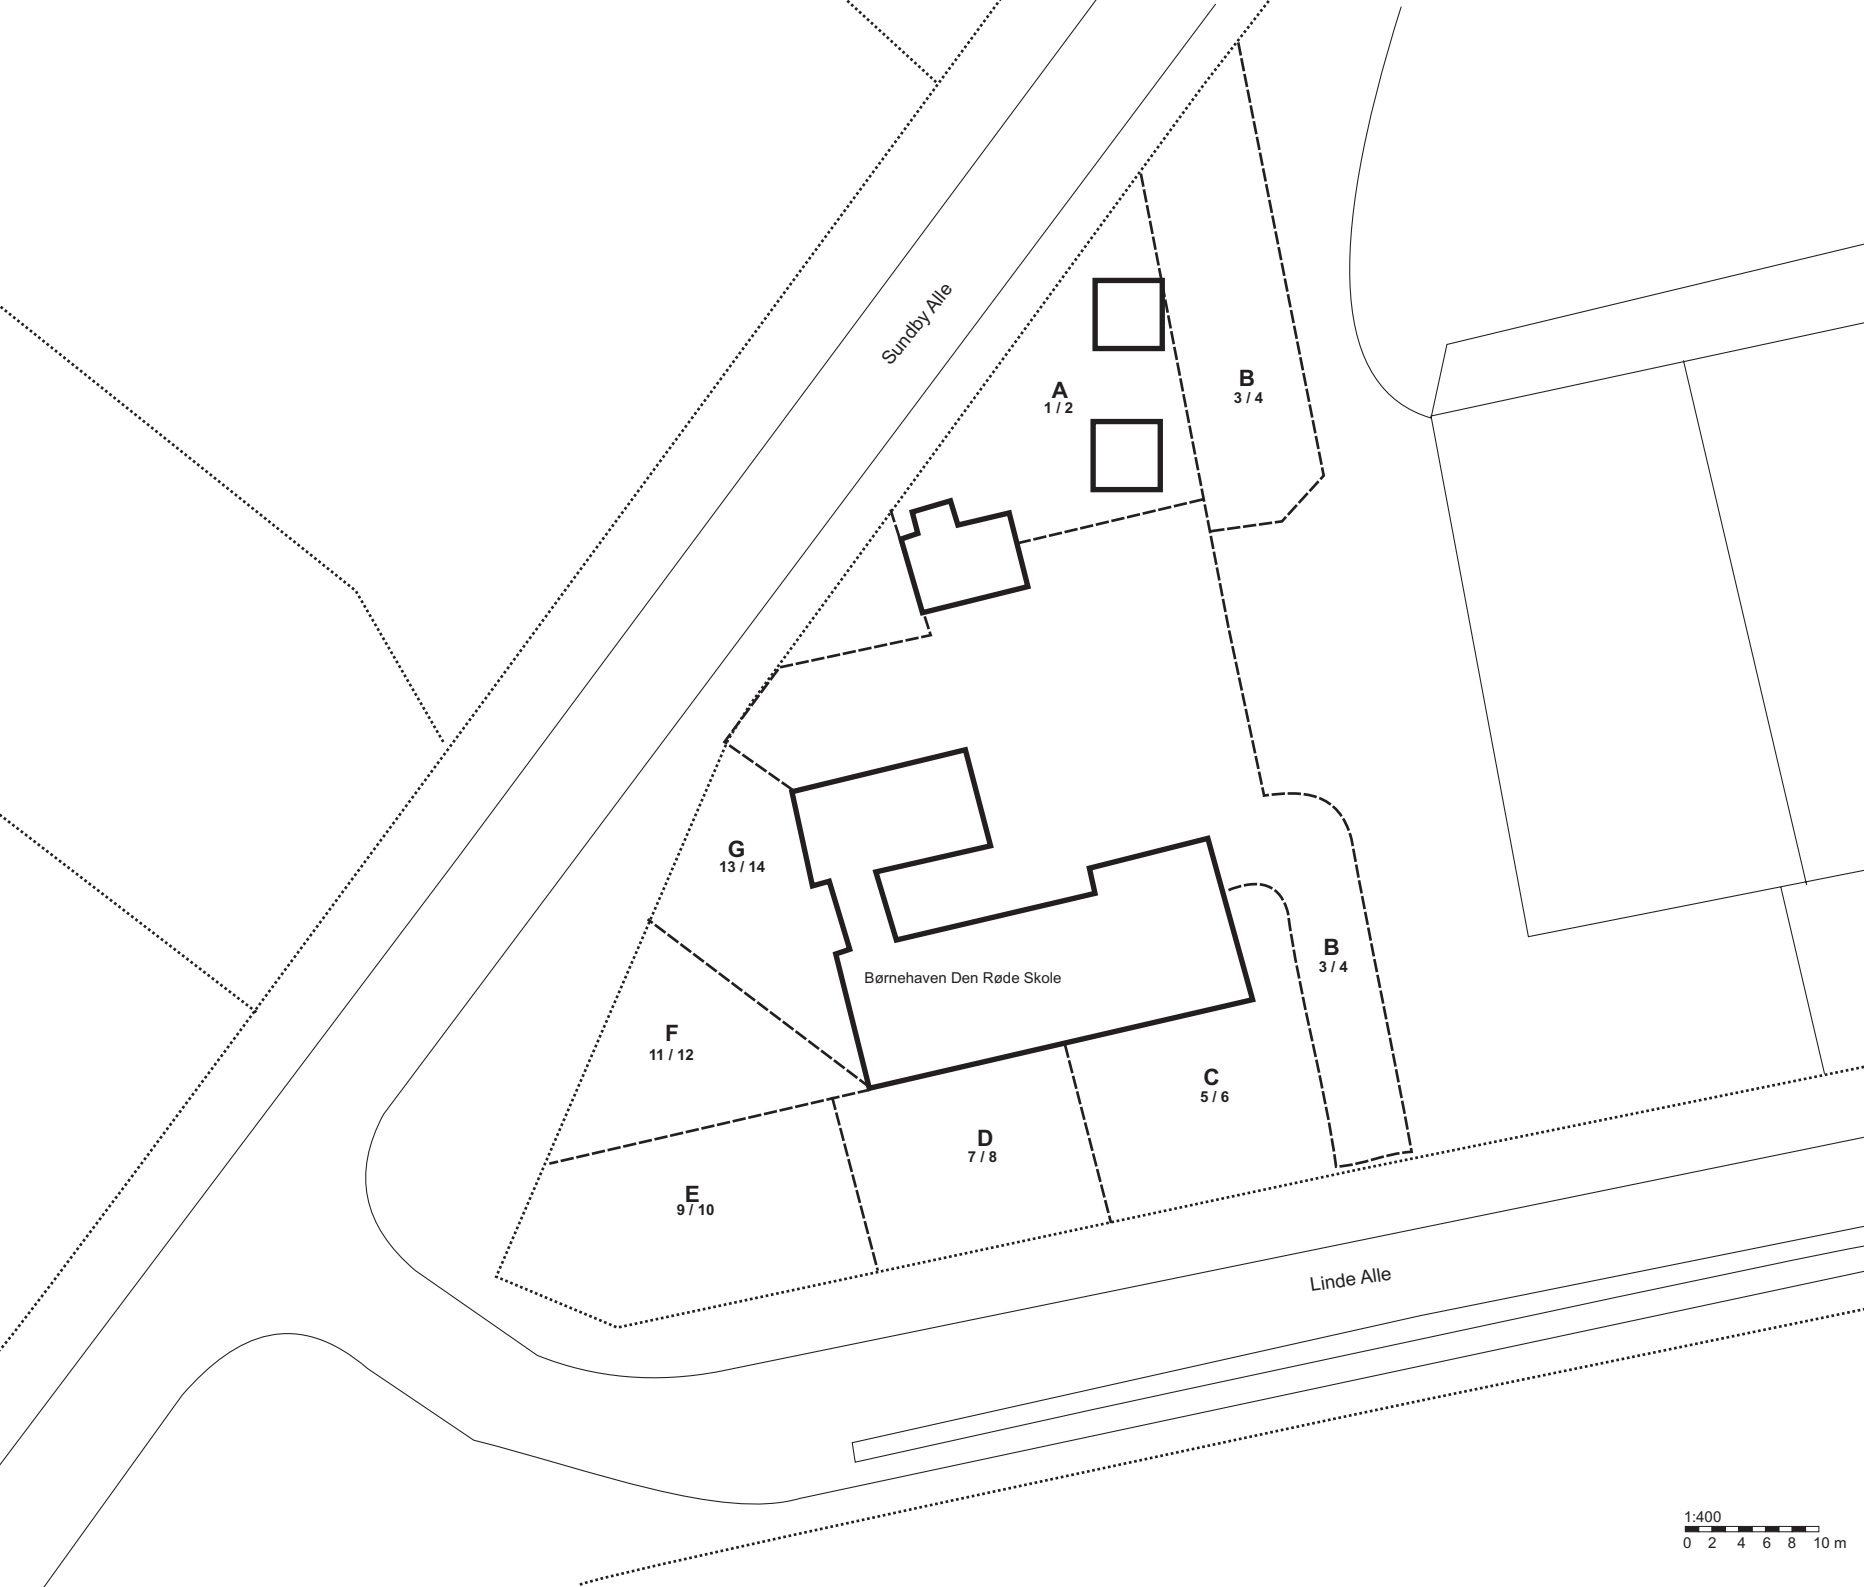 Sundby Alle
A
1 / 2
B
3 / 4
G
13 / 14
Børnehaven Den Røde Skole
B
3 / 4
F
11 / 12
C
5 / 6
D
7 / 8
E
9 / 10
Linde Alle
1:400
0 2 4 6 8 10 m